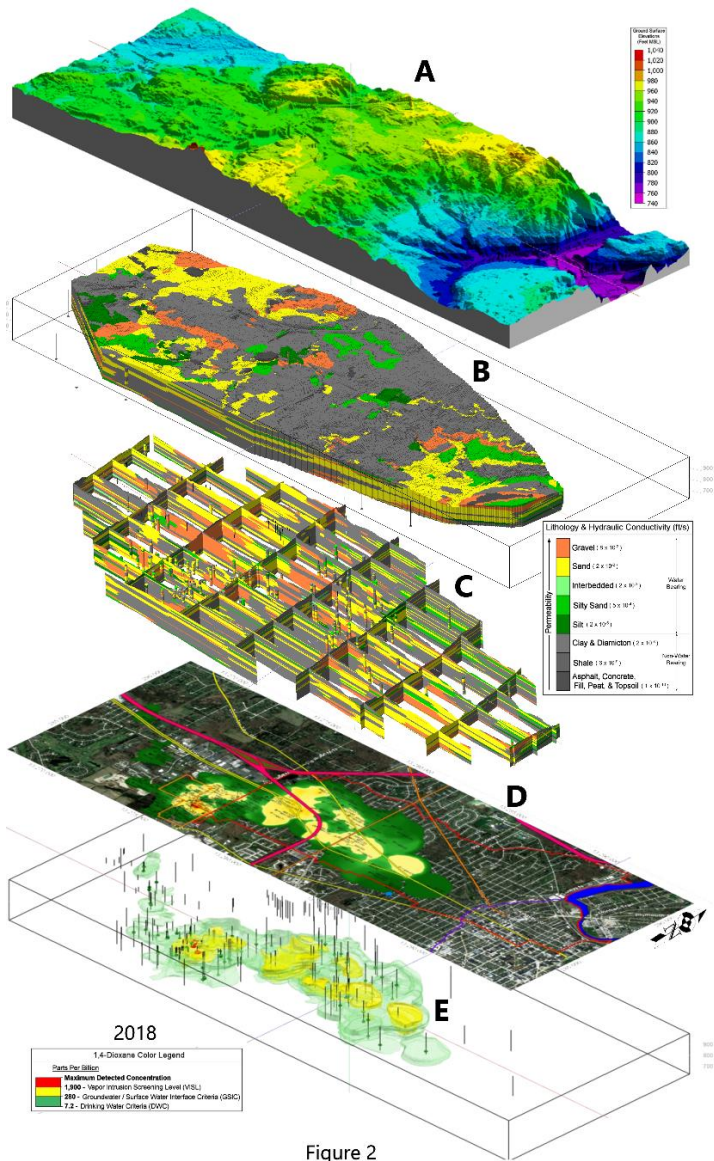 A
Ground Surface
Elevations
(Feet MSL)
1,040
1,020
1,000
980
960
940
920
900
880
860
840
820
800
780
760
740
B
900
800
700
Lithology & Hydraulic Conductivity (ft/s)
Permeability
Gravel
Sand
Interbedded
Silty Sand
Silt
Clay & Diamicton
Shale
Asphalt, Concrete,
Fill, Peat, & Topsoil
Water
Bearing
Non-Water
Bearing
C
D
N
E
2018
1,4-Dioxane Color Legend
Parts Per Billion
Maximum Detected Concentration
1,900 - Vapor Intrusion Screening Level (VISL)
280 - Groundwater / Surface Water Interface Criteria (GSIC)
7.2 - Drinking Water Criteria (DWC)
Figure 2